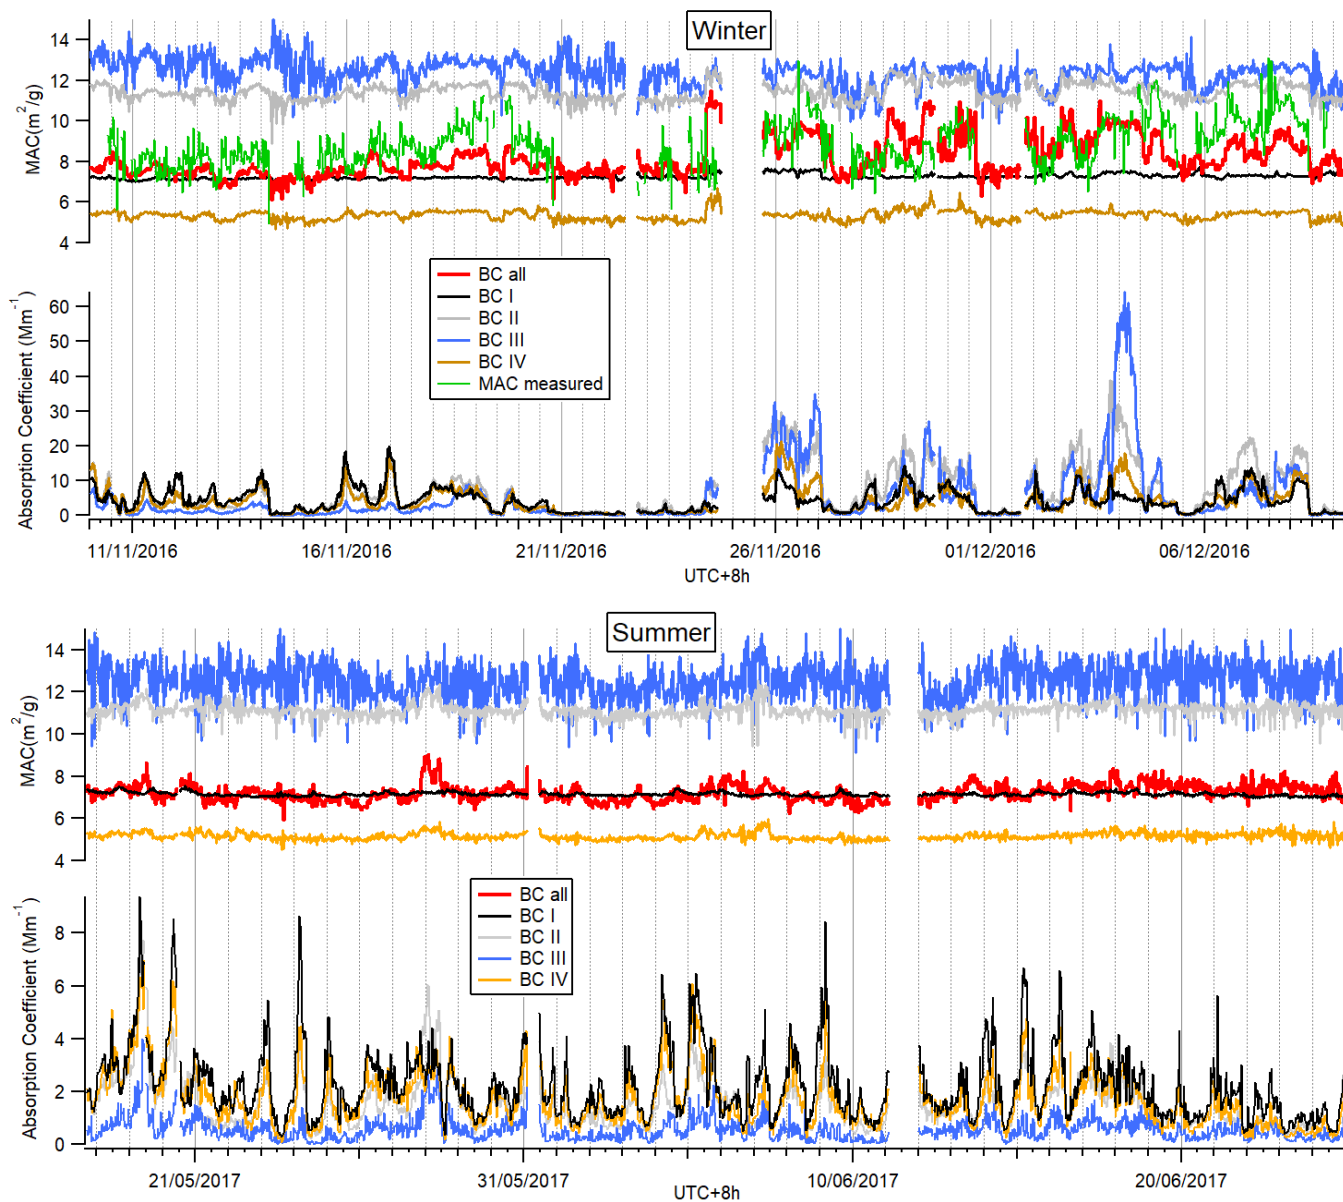 Winter
MAC(m²/g)
14
12
10
8
6
4
BC all
BC I
BC II
BC III
BC IV
MAC measured
Absorption Coefficient (Mm⁻¹)
60
50
40
30
20
10
0
11/11/2016 16/11/2016 21/11/2016 26/11/2016 01/12/2016 06/12/2016
UTC+8h
Summer
MAC(m²/g)
14
12
10
8
6
4
BC all
BC I
BC II
BC III
BC IV
Absorption Coefficient (Mm⁻¹)
8
6
4
2
0
21/05/2017 31/05/2017 10/06/2017 20/06/2017
UTC+8h